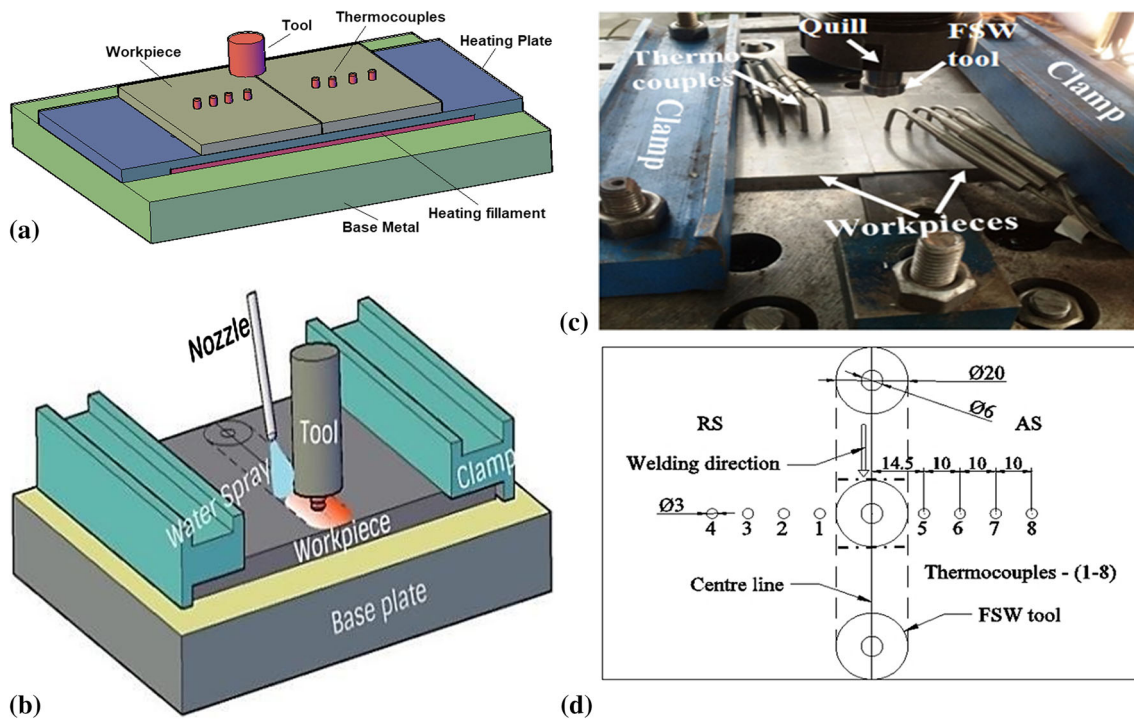 (a)
Tool
Thermocouples
Workpiece
Heating Plate
Heating fillament
Base Metal
(b)
Nozzle
Tool
Clamp
Water Spray
Workpiece
Base plate
(c)
Quill
FSW
tool
Thermo
couples
Clamp
Clamp
Workpieces
(d)
Ø20
Ø6
RS
AS
Welding direction
14.5 10 10 10
Ø3
4 3 2 1 5 6 7 8
Thermocouples - (1-8)
Centre line
FSW tool